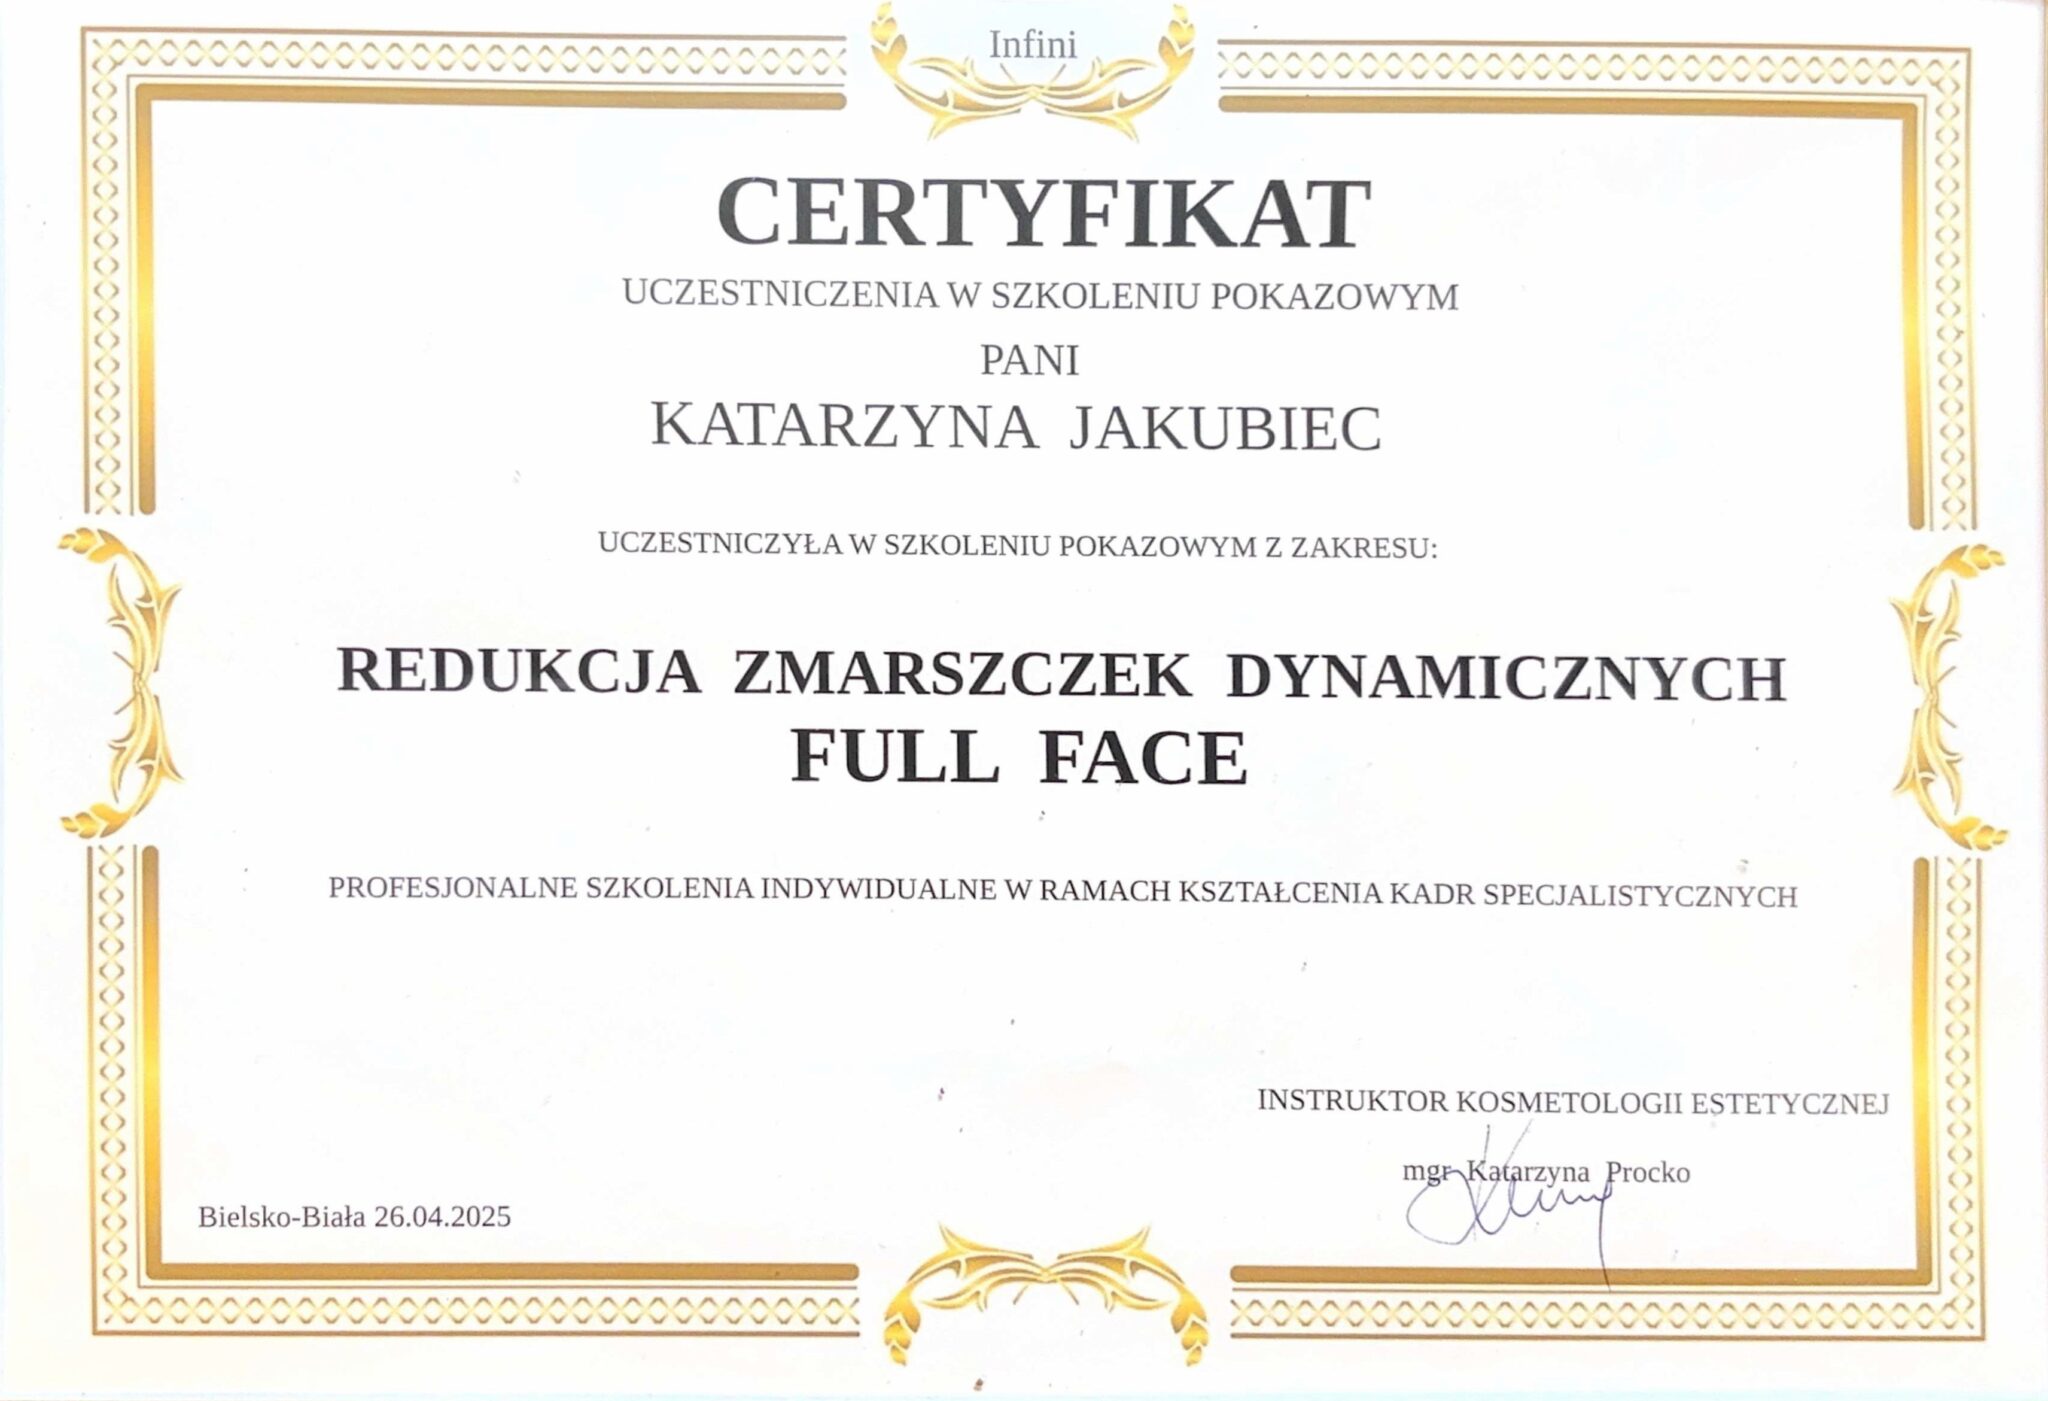 Infini
CERTYFIKAT
UCZESTNICZENIA W SZKOLENIU POKAZOWYM
PANI
KATARZYNA JAKUBIEC
UCZESTNICZYŁA W SZKOLENIU POKAZOWYM Z ZAKRESU:
REDUKCJA ZMARSZCZEK DYNAMICZNYCH
FULL FACE
PROFESJONALNE SZKOLENIA INDYWIDUALNE W RAMACH KSZTAŁCENIA KADR SPECJALISTYCZNYCH
INSTRUKTOR KOSMETOLOGII ESTETYCZNEJ
mgr Katarzyna Procko
Bielsko-Biała 26.04.2025